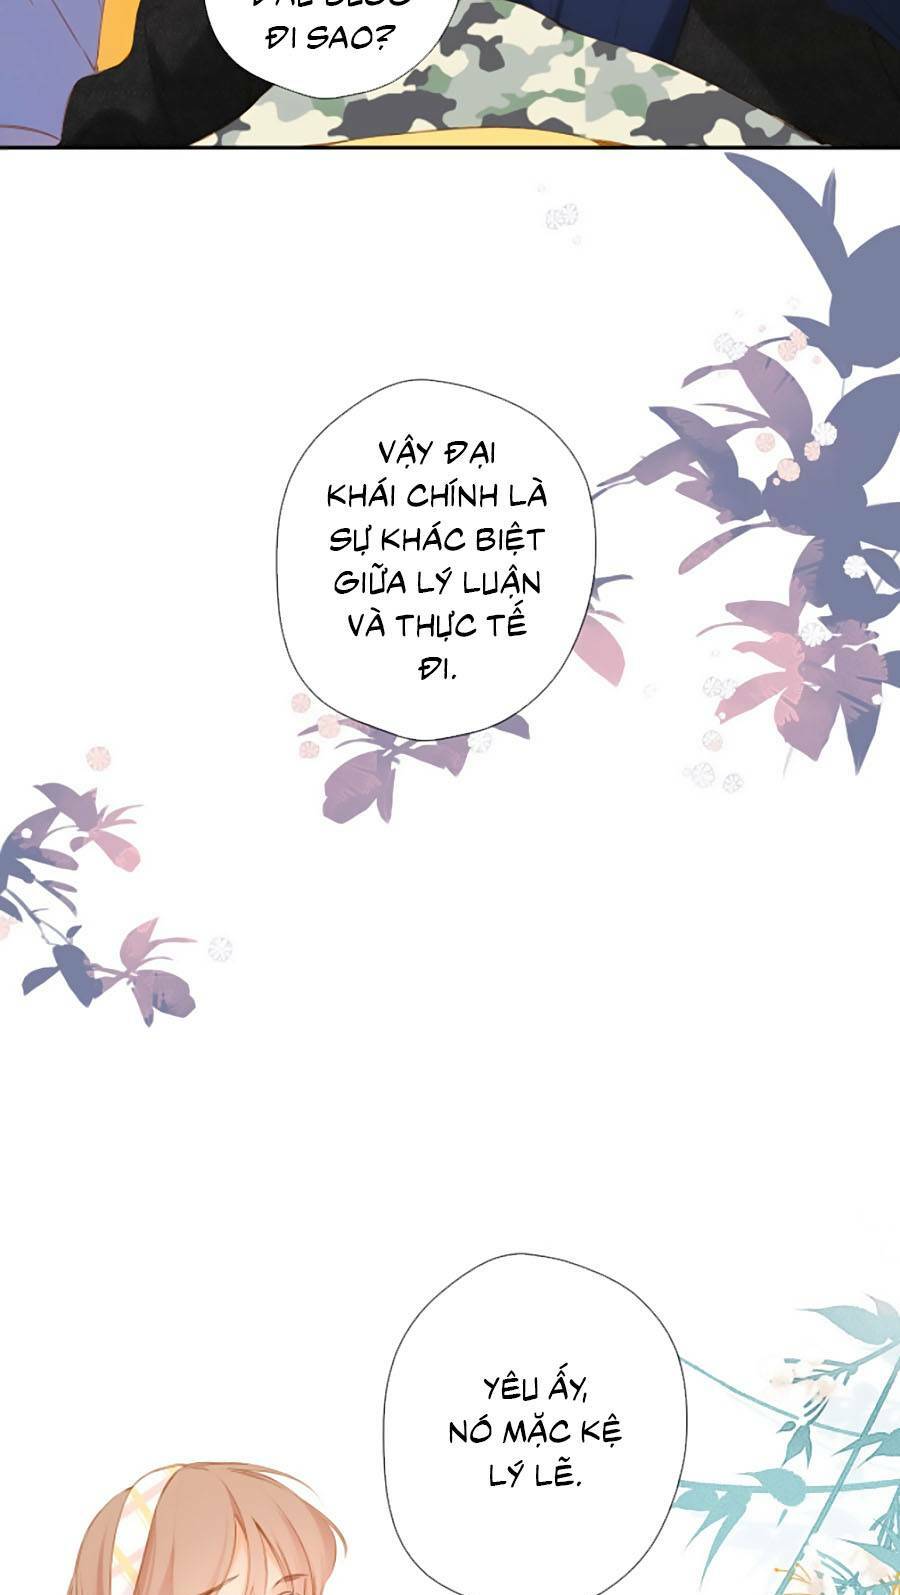 ĐI SAO?
VẬY ĐẠI
KHÁI CHÍNH LÀ
SỰ KHÁC BIỆT
GIỮA LÝ LUẬN
VÀ THỰC TẾ
ĐI.
YÊU ẤY,
NÓ MẶC KỆ
LÝ LẼ.